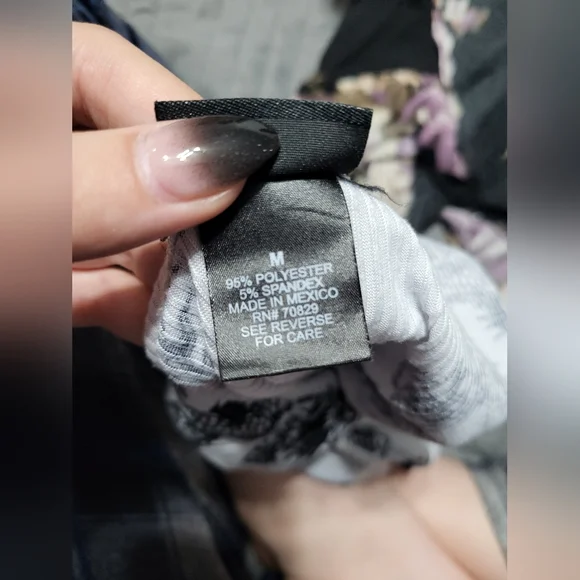 M
95% POLYESTER
5% SPANDEX
MADE IN MEXICO
RN# 70829
SEE REVERSE
FOR CARE